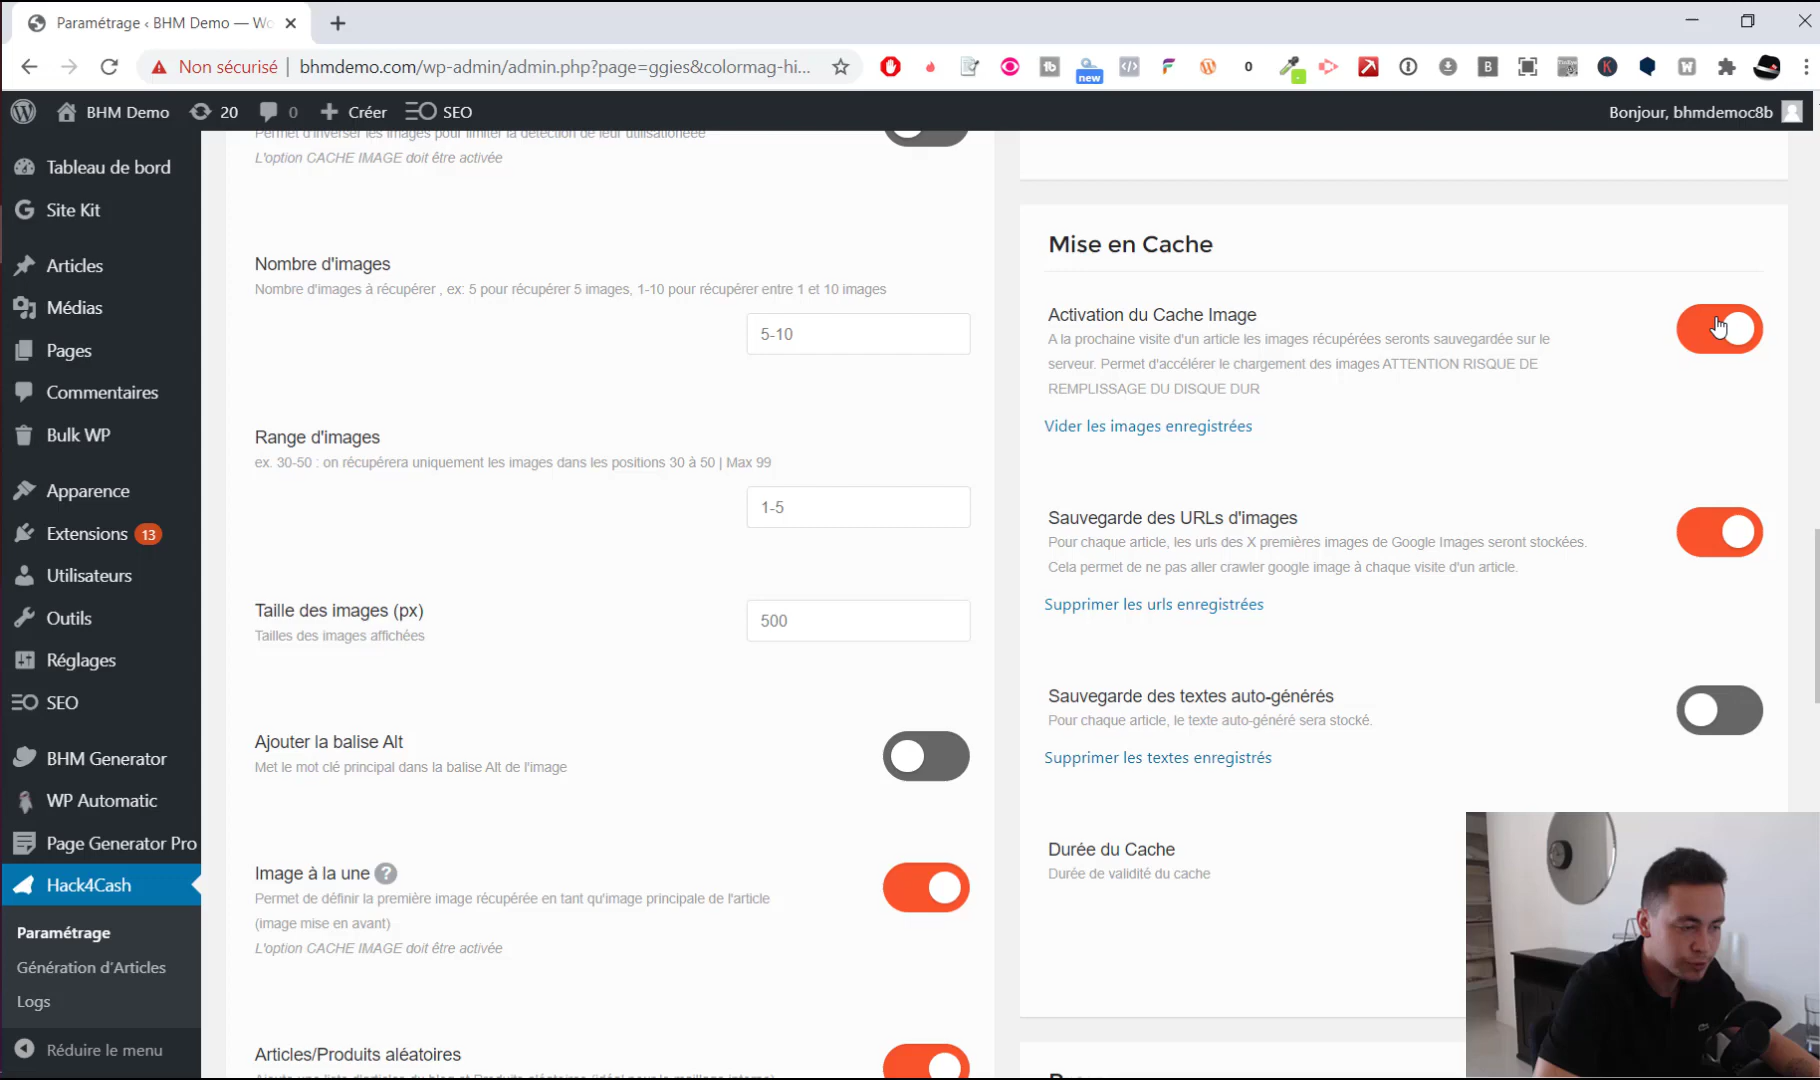 Paramétrage ‹ BHM Demo — Wo
Non sécurisé
bhmdemo.com/wp-admin/admin.php?page=ggies&colormag-hi...
new
BHM Demo
20
0
Créer
SEO
Bonjour, bhmdemoc8b
Tableau de bord
Site Kit
Articles
Médias
Pages
Commentaires
Bulk WP
Apparence
Extensions 13
Utilisateurs
Outils
Réglages
SEO
BHM Generator
WP Automatic
Page Generator Pro
Hack4Cash
Paramétrage
Génération d'Articles
Logs
Réduire le menu
Permet d'inverser les images pour limiter la détection de leur utilisationeee
L'option CACHE IMAGE doit être activée
Nombre d'images
Nombre d'images à récupérer , ex: 5 pour récupérer 5 images, 1-10 pour récupérer entre 1 et 10 images
5-10
Range d'images
ex. 30-50 : on récupérera uniquement les images dans les positions 30 à 50 | Max 99
1-5
Taille des images (px)
Tailles des images affichées
500
Ajouter la balise Alt
Met le mot clé principal dans la balise Alt de l'image
Image à la une ?
Permet de définir la première image récupérée en tant qu'image principale de l'article
(image mise en avant)
L'option CACHE IMAGE doit être activée
Articles/Produits aléatoires
Mise en Cache
Activation du Cache Image
A la prochaine visite d'un article les images récupérées seronts sauvegardée sur le
serveur. Permet d'accélérer le chargement des images ATTENTION RISQUE DE
REMPLISSAGE DU DISQUE DUR
Vider les images enregistrées
Sauvegarde des URLs d'images
Pour chaque article, les urls des X premières images de Google Images seront stockées.
Cela permet de ne pas aller crawler google image à chaque visite d'un article.
Supprimer les urls enregistrées
Sauvegarde des textes auto-générés
Pour chaque article, le texte auto-généré sera stocké.
Supprimer les textes enregistrés
Durée du Cache
Durée de validité du cache